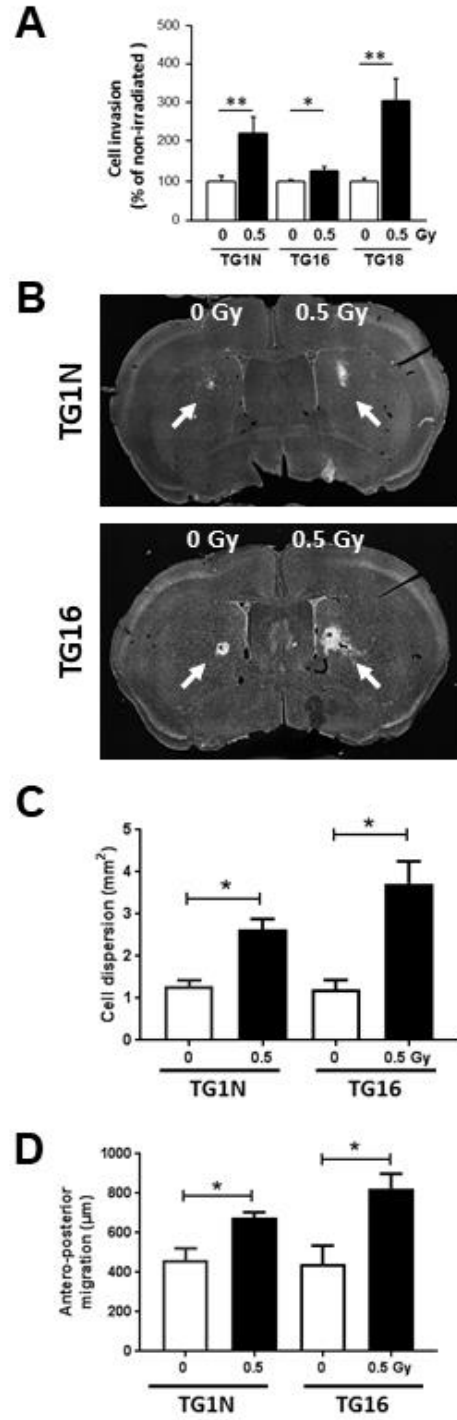 A
Cell invasion
(% of non-irradiated )
500
400
300
200
100
0
** * **
0 0.5 0 0.5 0 0.5 Gy
TG1N TG16 TG18
B
TG1N
0 Gy 0.5 Gy
TG16
0 Gy 0.5 Gy
C
Cell dispersion (mm²)
5
4
3
2
1
0
* *
0 0.5 0 0.5 Gy
TG1N TG16
D
Antero-posterior
migration (µm)
1000
800
600
400
200
0
* *
0 0.5 0 0.5 Gy
TG1N TG16